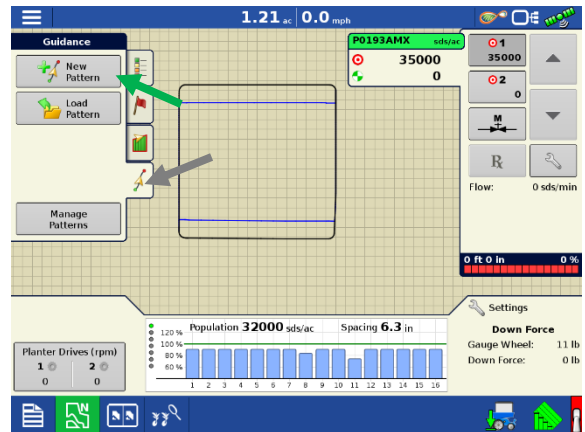 1.21 ac 0.0 mph
Guidance
New
Pattern
Load
Pattern
Manage
Patterns
P0193AMX sds/ac
35000
0
1
35000
2
0
M
Rx
Flow: 0 sds/min
0 ft 0 in 0 %
Settings
Down Force
Gauge Wheel: 11 lb
Down Force: 0 lb
Planter Drives (rpm)
1 2
0 0
Population 32000 sds/ac Spacing 6.3 in
120 %
100 %
80 %
60 %
1 2 3 4 5 6 7 8 9 10 11 12 13 14 15 16
N